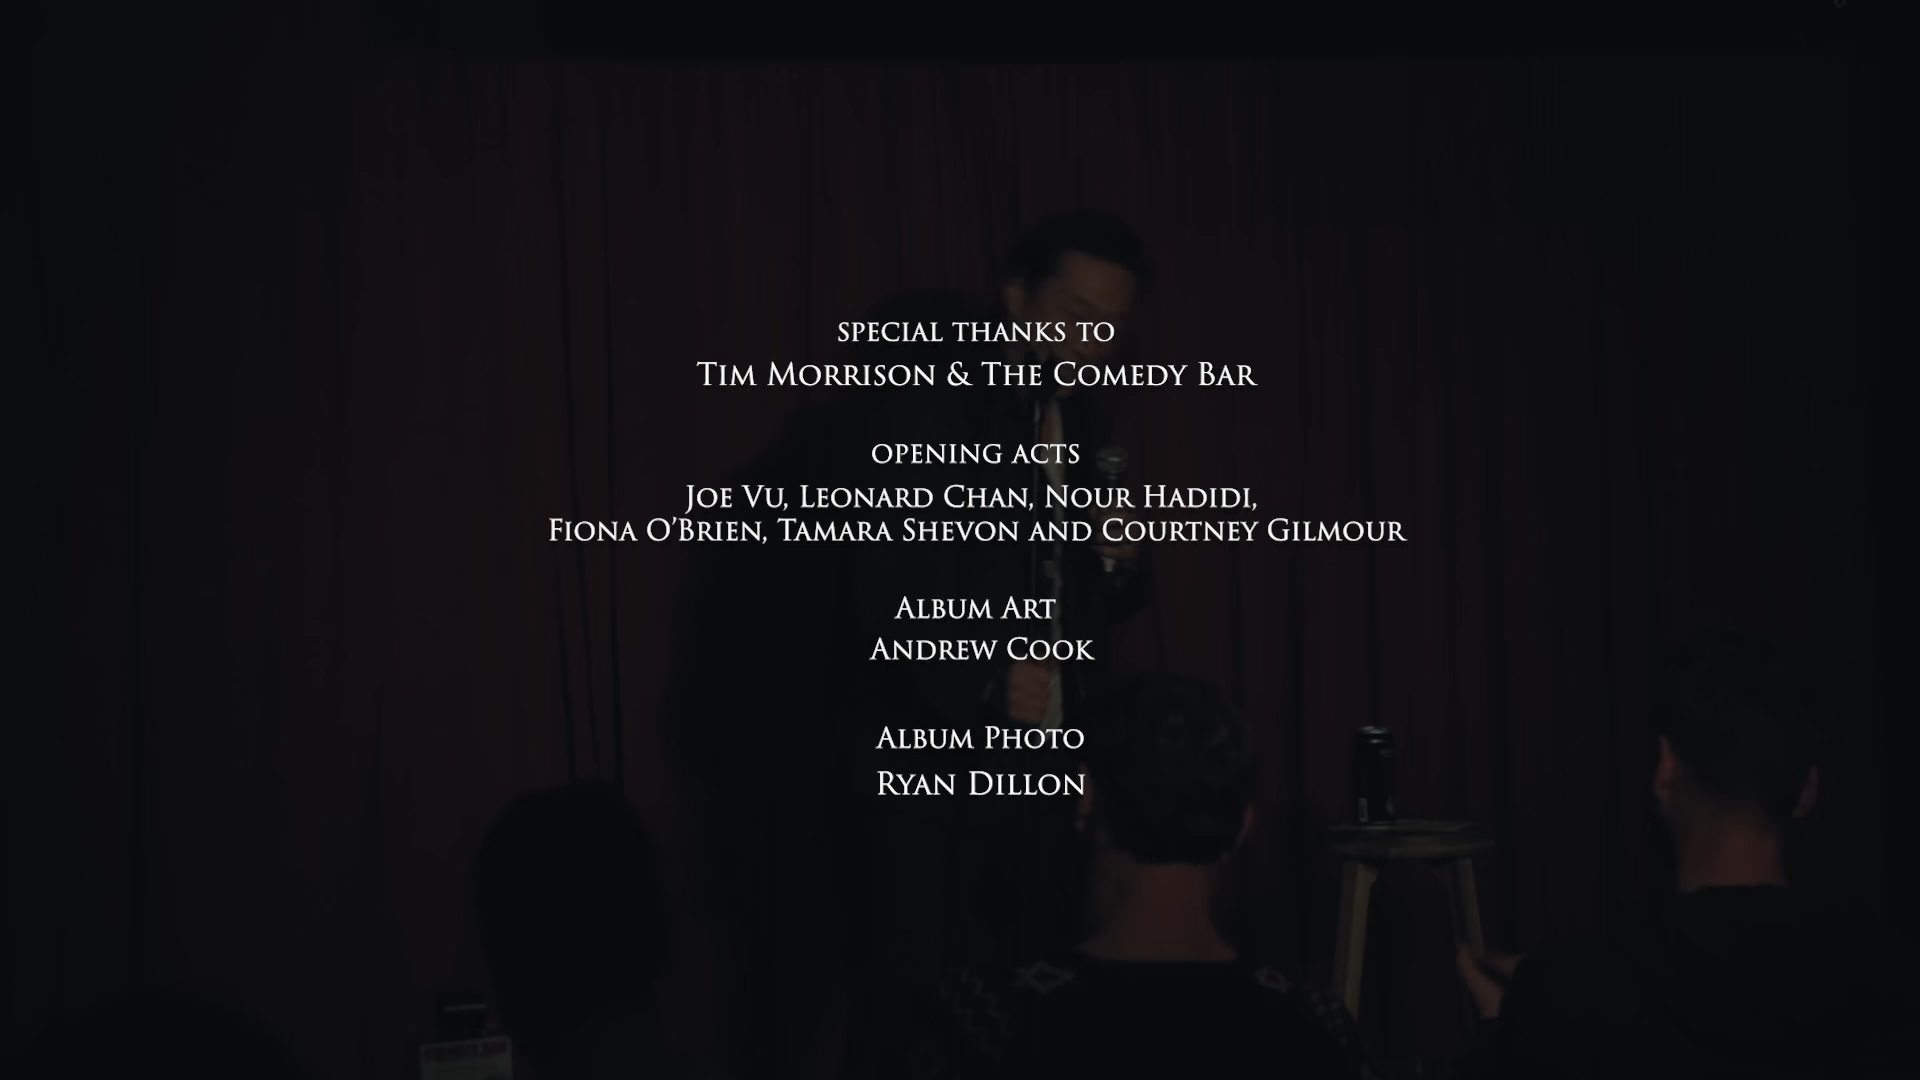 SPECIAL THANKS TO
TIM MORRISON & THE COMEDY BAR
OPENING ACTS
JOE VU, LEONARD CHAN, NOUR HADIDI,
FIONA O'BRIEN, TAMARA SHEVON AND COURTNEY GILMOUR
ALBUM ART
ANDREW COOK
ALBUM PHOTO
RYAN DILLON